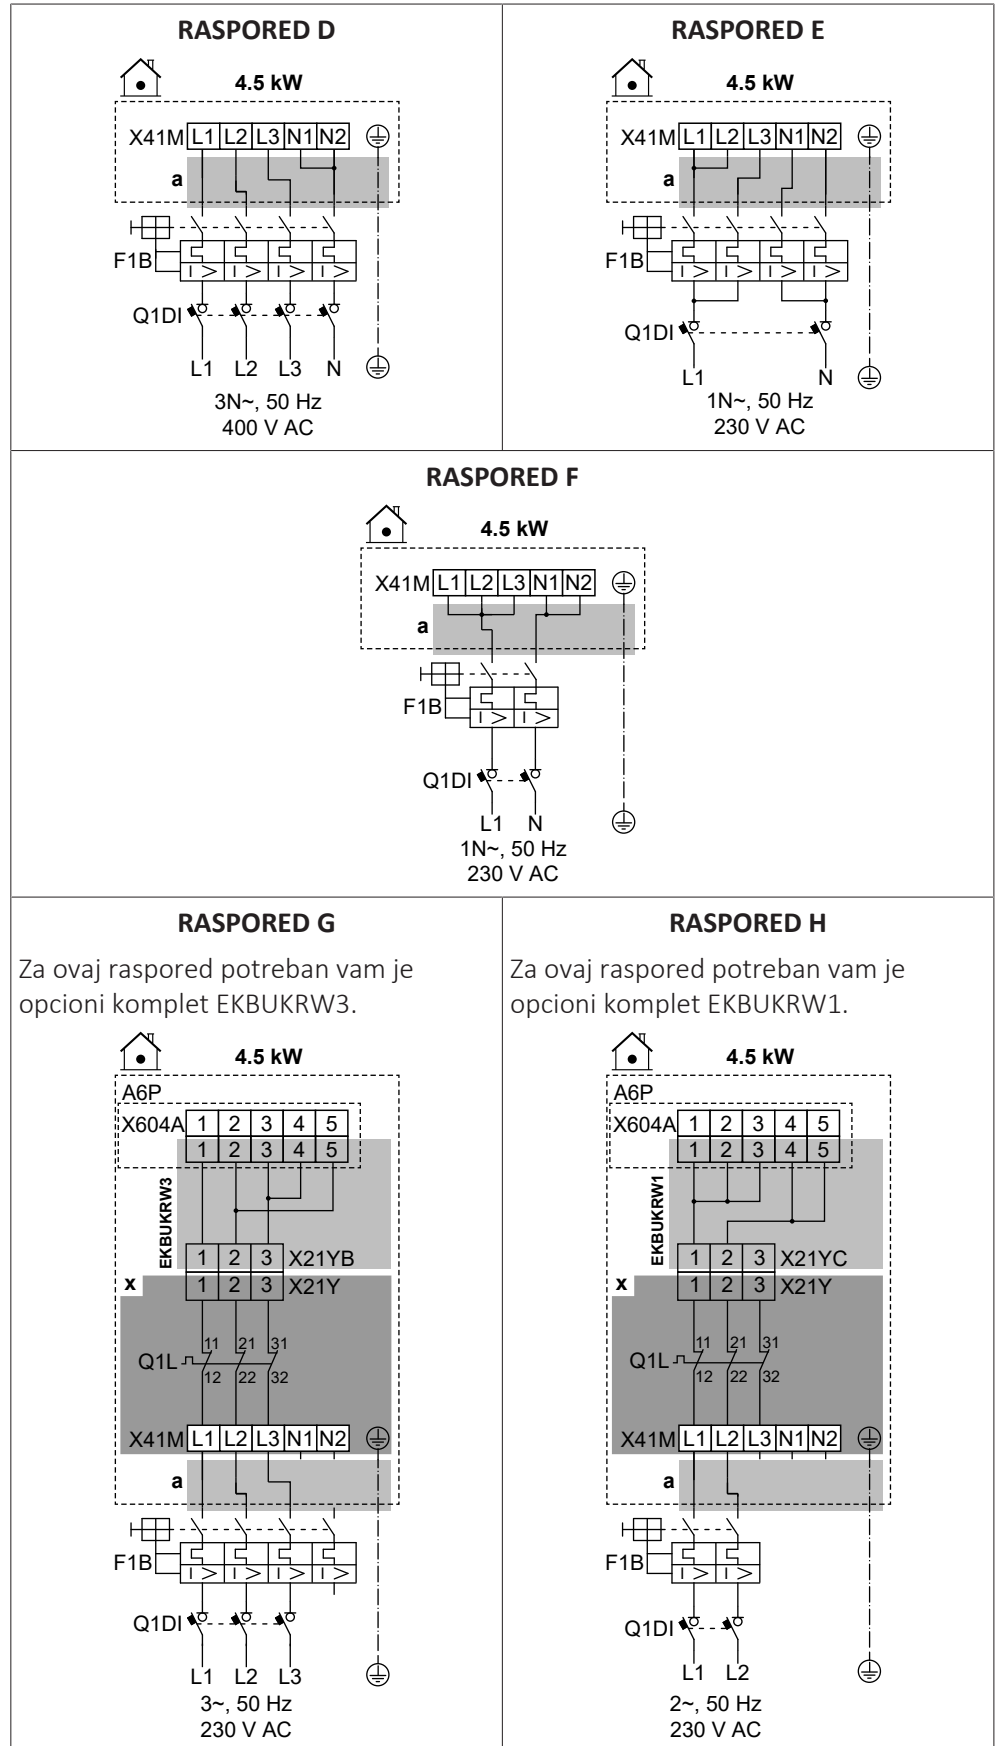 RASPORED D
4.5 kW
X41M L1 L2 L3 N1 N2
a
F1B
I > I > I > I >
Q1DI
L1 L2 L3 N
3N~, 50 Hz
400 V AC
RASPORED E
4.5 kW
X41M L1 L2 L3 N1 N2
a
F1B
I > I > I > I >
Q1DI
L1 N
1N~, 50 Hz
230 V AC
RASPORED F
4.5 kW
X41M L1 L2 L3 N1 N2
a
F1B
I > I >
Q1DI
L1 N
1N~, 50 Hz
230 V AC
RASPORED G
Za ovaj raspored potreban vam je
opcioni komplet EKBUKRW3.
4.5 kW
A6P
X604A 1 2 3 4 5
1 2 3 4 5
EKBUKRW3
1 2 3 X21YB
x
1 2 3 X21Y
11 21 31
Q1L
12 22 32
X41M L1 L2 L3 N1 N2
a
F1B
I > I > I > I >
Q1DI
L1 L2 L3
3~, 50 Hz
230 V AC
RASPORED H
Za ovaj raspored potreban vam je
opcioni komplet EKBUKRW1.
4.5 kW
A6P
X604A 1 2 3 4 5
1 2 3 4 5
EKBUKRW1
1 2 3 X21YC
x
1 2 3 X21Y
11 21 31
Q1L
12 22 32
X41M L1 L2 L3 N1 N2
a
F1B
I > I >
Q1DI
L1 L2
2~, 50 Hz
230 V AC